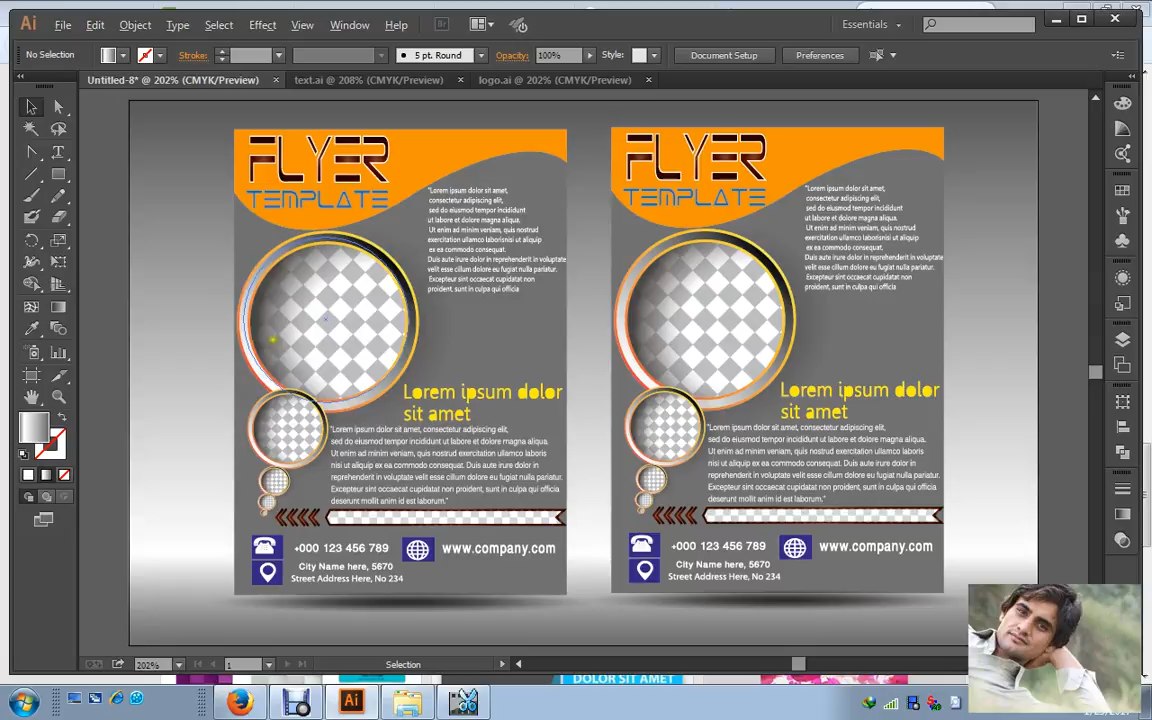 Ai File Edit Object Type Select Effect View Window Help Br Essentials
No Selection Stroke: 5 pt. Round Opacity: 100% Style: Document Setup Preferences
Untitled-8* @ 202% (CMYK/Preview) × text.ai @ 208% (CMYK/Preview) × logo.ai @ 202% (CMYK/Preview) ×
FLYER
TEMPLATE
"Lorem ipsum dolor sit amet,
consectetur adipiscing elit,
sed do eiusmod tempor incididunt
ut labore et dolore magna aliqua.
Ut enim ad minim veniam, quis nostrud
exercitation ullamco laborisnisi ut aliquip
ex ea commodo consequat.
Duis aute irure dolor in reprehenderit in voluptate
velit esse cillum dolore eu fugiat nulla pariatur.
Excepteur sint occaecat cupidatat non
proident, sunt in culpa qui officia
Lorem ipsum dolor
sit amet
"Lorem ipsum dolor sit amet, consectetur adipiscing elit,
sed do eiusmod tempor incididunt ut labore et dolore magna aliqua.
Ut enim ad minim veniam, quis nostrud exercitation ullamco laboris
nisi ut aliquip ex ea commodo consequat. Duis aute irure dolor in
reprehenderit in voluptate velit esse cillum dolore eu fugiat nulla pariatur.
Excepteur sint occaecat cupidatat non proident, sunt in culpa qui officia
deserunt mollit anim id est laborum."
+000 123 456 789 www.company.com
City Name here, 5670
Street Address Here, No 234
FLYER
TEMPLATE
"Lorem ipsum dolor sit amet,
consectetur adipiscing elit,
sed do eiusmod tempor incididunt
ut labore et dolore magna aliqua.
Ut enim ad minim veniam, quis nostrud
exercitation ullamco laborisnisi ut aliquip
ex ea commodo consequat.
Duis aute irure dolor in reprehenderit in voluptate
velit esse cillum dolore eu fugiat nulla pariatur.
Excepteur sint occaecat cupidatat non
proident, sunt in culpa qui officia
Lorem ipsum dolor
sit amet
"Lorem ipsum dolor sit amet, consectetur adipiscing elit,
sed do eiusmod tempor incididunt ut labore et dolore magna aliqua.
Ut enim ad minim veniam, quis nostrud exercitation ullamco laboris
nisi ut aliquip ex ea commodo consequat. Duis aute irure dolor in
reprehenderit in voluptate velit esse cillum dolore eu fugiat nulla pariatur.
Excepteur sint occaecat cupidatat non proident, sunt in culpa qui officia
deserunt mollit anim id est laborum."
+000 123 456 789 www.company.com
City Name here, 5670
Street Address Here, No 234
202% 1 Selection
DOLOR SIT AMET
Ai